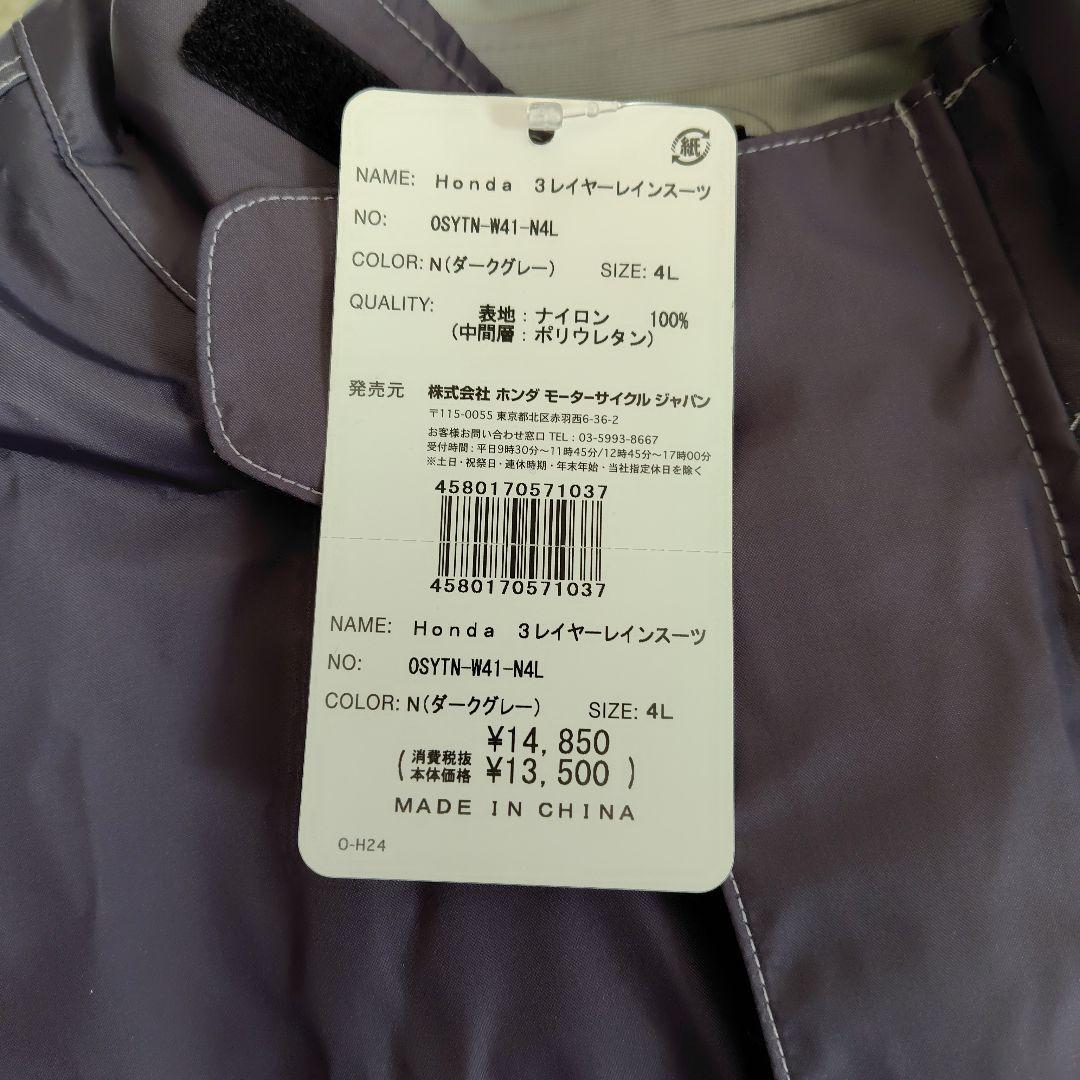 紙
NAME: Honda 3レイヤーレインスーツ
NO: 0SYTN-W41-N4L
COLOR: N(ダークグレー) SIZE: 4L
QUALITY: 表地:ナイロン 100%
(中間層:ポリウレタン)
発売元 株式会社 ホンダ モーターサイクル ジャパン
〒115-0055 東京都北区赤羽西6-36-2
お客様お問い合わせ窓口 TEL:03-5993-8667
受付時間:平日9時30分~11時45分/12時45分~17時00分
※土日・祝祭日・連休時期・年末年始・当社指定休日を除く
4580170571037
4580170571037
NAME: Honda 3レイヤーレインスーツ
NO: 0SYTN-W41-N4L
COLOR: N(ダークグレー) SIZE: 4L
¥14,850
(消費税抜本体価格 ¥13,500)
MADE IN CHINA
O-H24